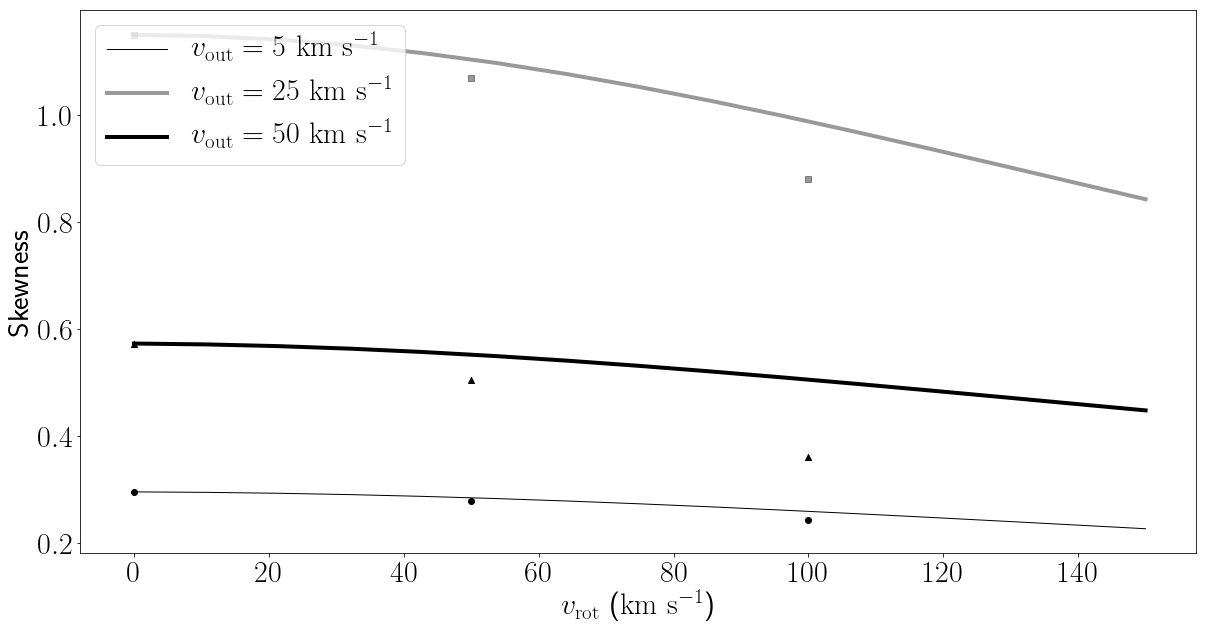 v_out = 5 km s⁻¹
v_out = 25 km s⁻¹
v_out = 50 km s⁻¹
1.0
0.8
0.6
0.4
0.2
Skewness
0 20 40 60 80 100 120 140
v_rot (km s⁻¹)